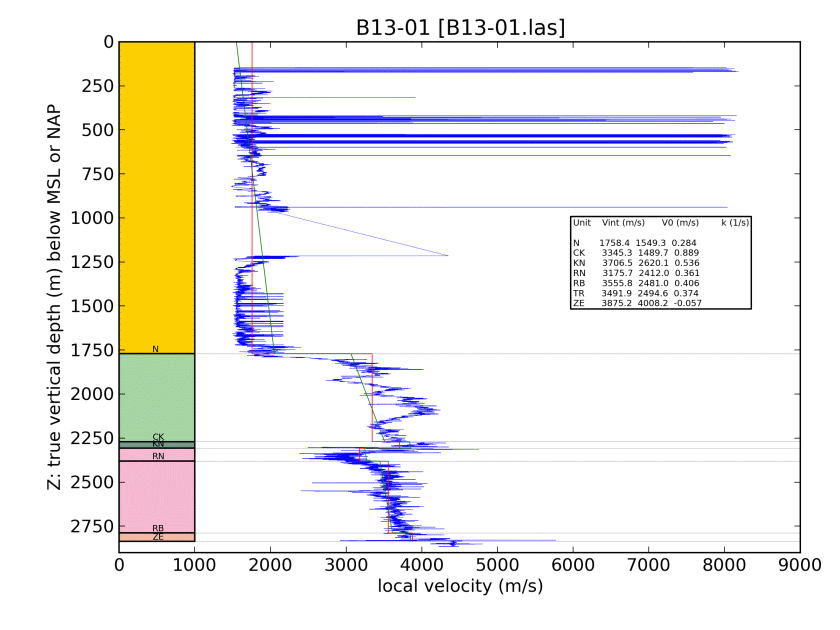 B13-01 [B13-01.las]
Z: true vertical depth (m) below MSL or NAP
0
250
500
750
1000
1250
1500
1750
2000
2250
2500
2750
N
CK
KN
RN
RB
ZE
Unit Vint (m/s) V0 (m/s) k (1/s)
N 1758.4 1549.3 0.284
CK 3345.3 1489.7 0.889
KN 3706.5 2620.1 0.536
RN 3175.7 2412.0 0.361
RB 3555.8 2481.0 0.406
TR 3491.9 2494.6 0.374
ZE 3875.2 4008.2 -0.057
0 1000 2000 3000 4000 5000 6000 7000 8000 9000
local velocity (m/s)